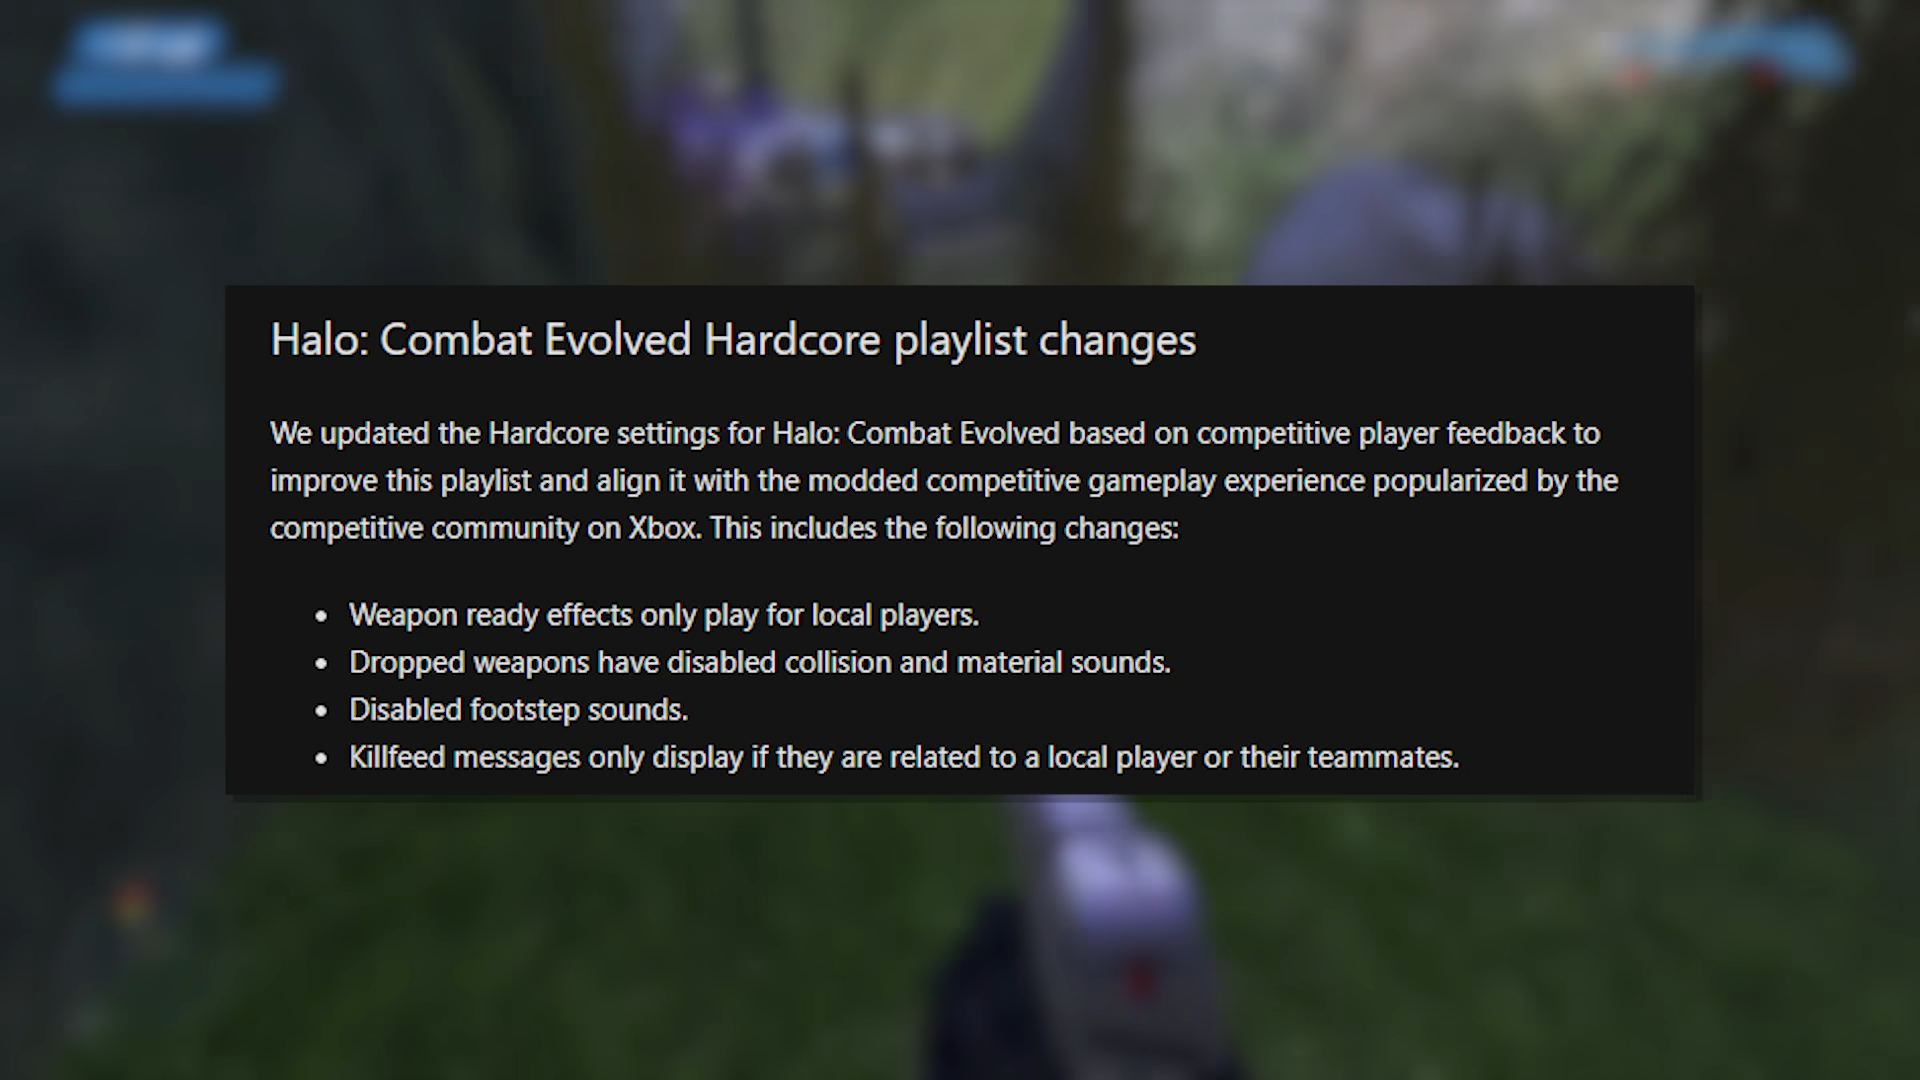 Halo: Combat Evolved Hardcore playlist changes
We updated the Hardcore settings for Halo: Combat Evolved based on competitive player feedback to
improve this playlist and align it with the modded competitive gameplay experience popularized by the
competitive community on Xbox. This includes the following changes:
• Weapon ready effects only play for local players.
• Dropped weapons have disabled collision and material sounds.
• Disabled footstep sounds.
• Killfeed messages only display if they are related to a local player or their teammates.